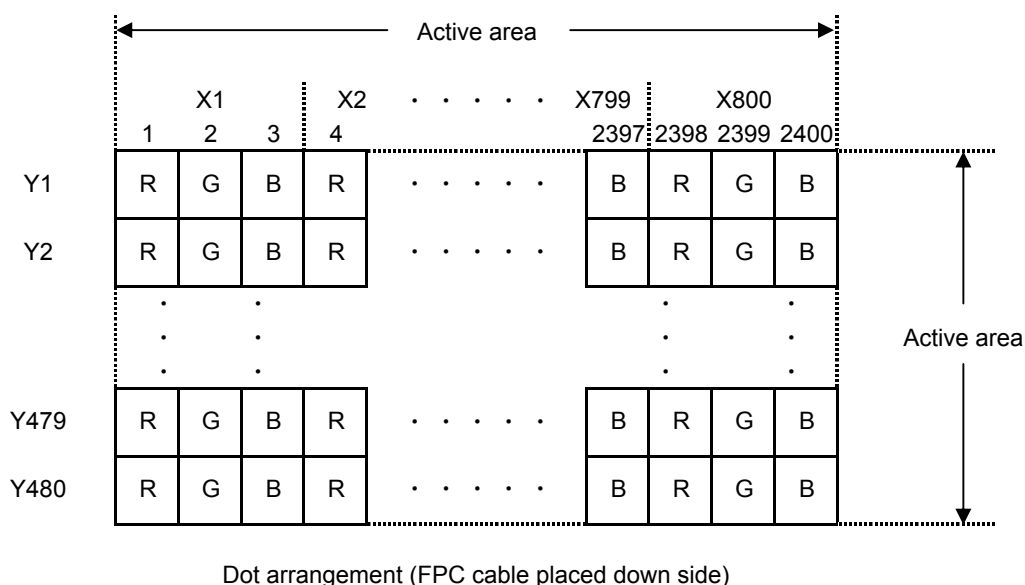 Active area
X1 X2 · · · · · X799 X800
1 2 3 4 2397 2398 2399 2400
Y1 R G B R · · · · · B R G B
Y2 R G B R · · · · · B R G B
· · · ·
· · · ·
Active area
· · · ·
Y479 R G B R · · · · · B R G B
Y480 R G B R · · · · · B R G B
Dot arrangement (FPC cable placed down side)